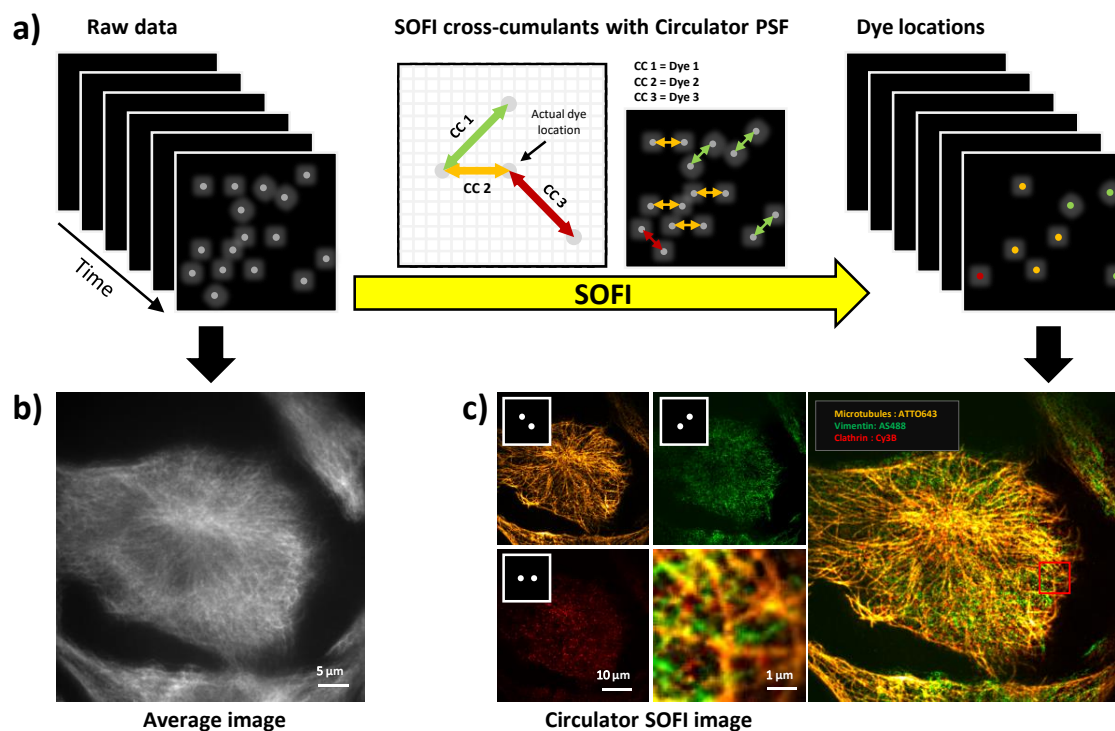 a)
Raw data
SOFI cross-cumulants with Circulator PSF
Dye locations
CC 1 = Dye 1
CC 2 = Dye 2
CC 3 = Dye 3
CC 1
Actual dye
location
CC 2
CC 3
Time
SOFI
b)
c)
Microtubules : ATTO643
Vimentin: AS488
Clathrin : Cy3B
5 µm
10 µm
1 µm
Average image
Circulator SOFI image